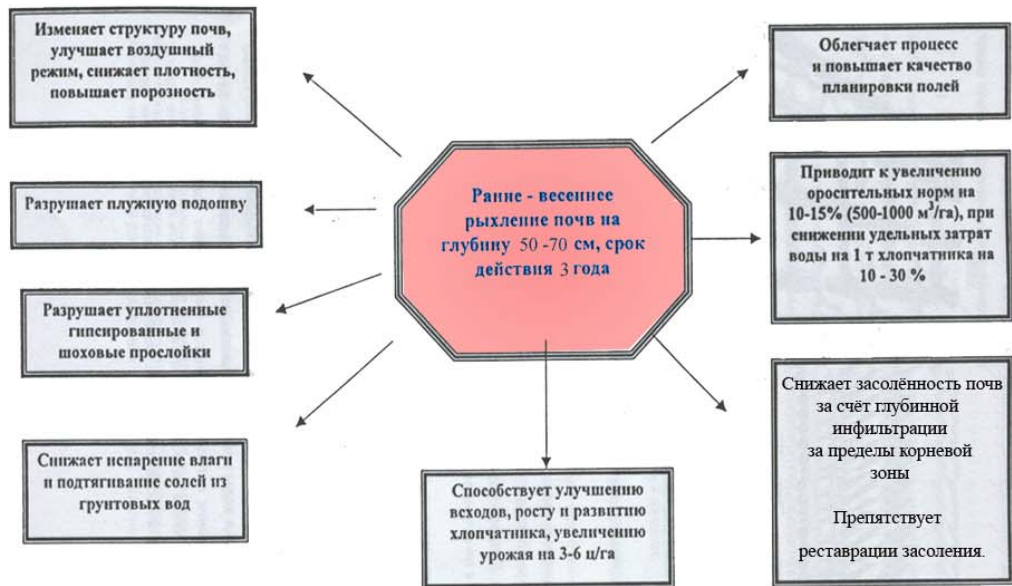 Изменяет структуру почв,
улучшает воздушный
режим, снижает плотность,
повышает порозность
Облегчает процесс
и повышает качество
планировки полей
Ранне - весеннее
рыхление почв на
глубину 50 -70 см, срок
действия 3 года
Разрушает плужную подошву
Приводит к увеличению
оросительных норм на
10-15% (500-1000 м³/га), при
снижении удельных затрат
воды на 1 т хлопчатника на
10 - 30 %
Разрушает уплотненные
гипсированные и
шоховые прослойки
Снижает засолённость почв
за счёт глубинной
инфильтрации
за пределы корневой
зоны
Препятствует
реставрации засоления.
Снижает испарение влаги
и подтягивание солей из
грунтовых вод
Способствует улучшению
всходов, росту и развитию
хлопчатника, увеличению
урожая на 3-6 ц/га